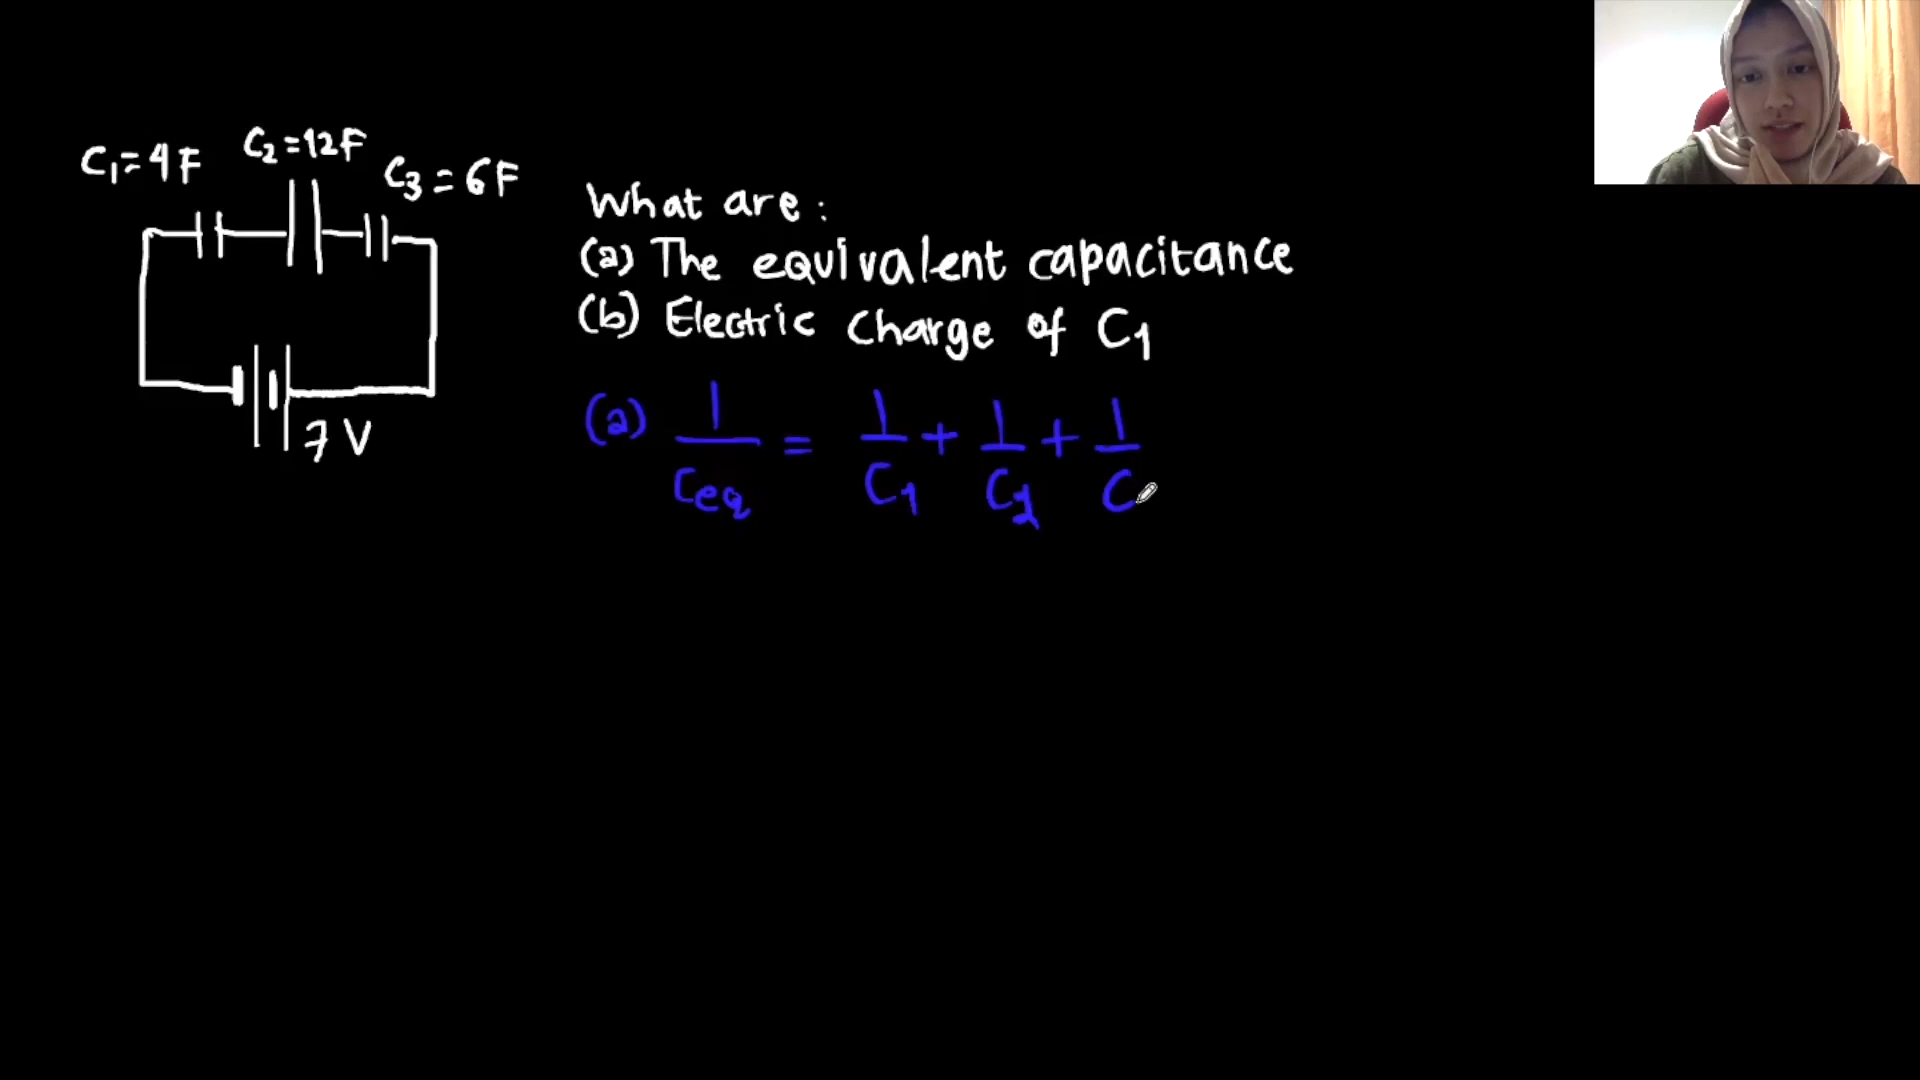 C₁=4F C₂=12F C₃=6F
7V
What are:
(a) The equivalent capacitance
(b) Electric charge of C₁
(a) 1/Ceq = 1/C₁ + 1/C₂ + 1/C